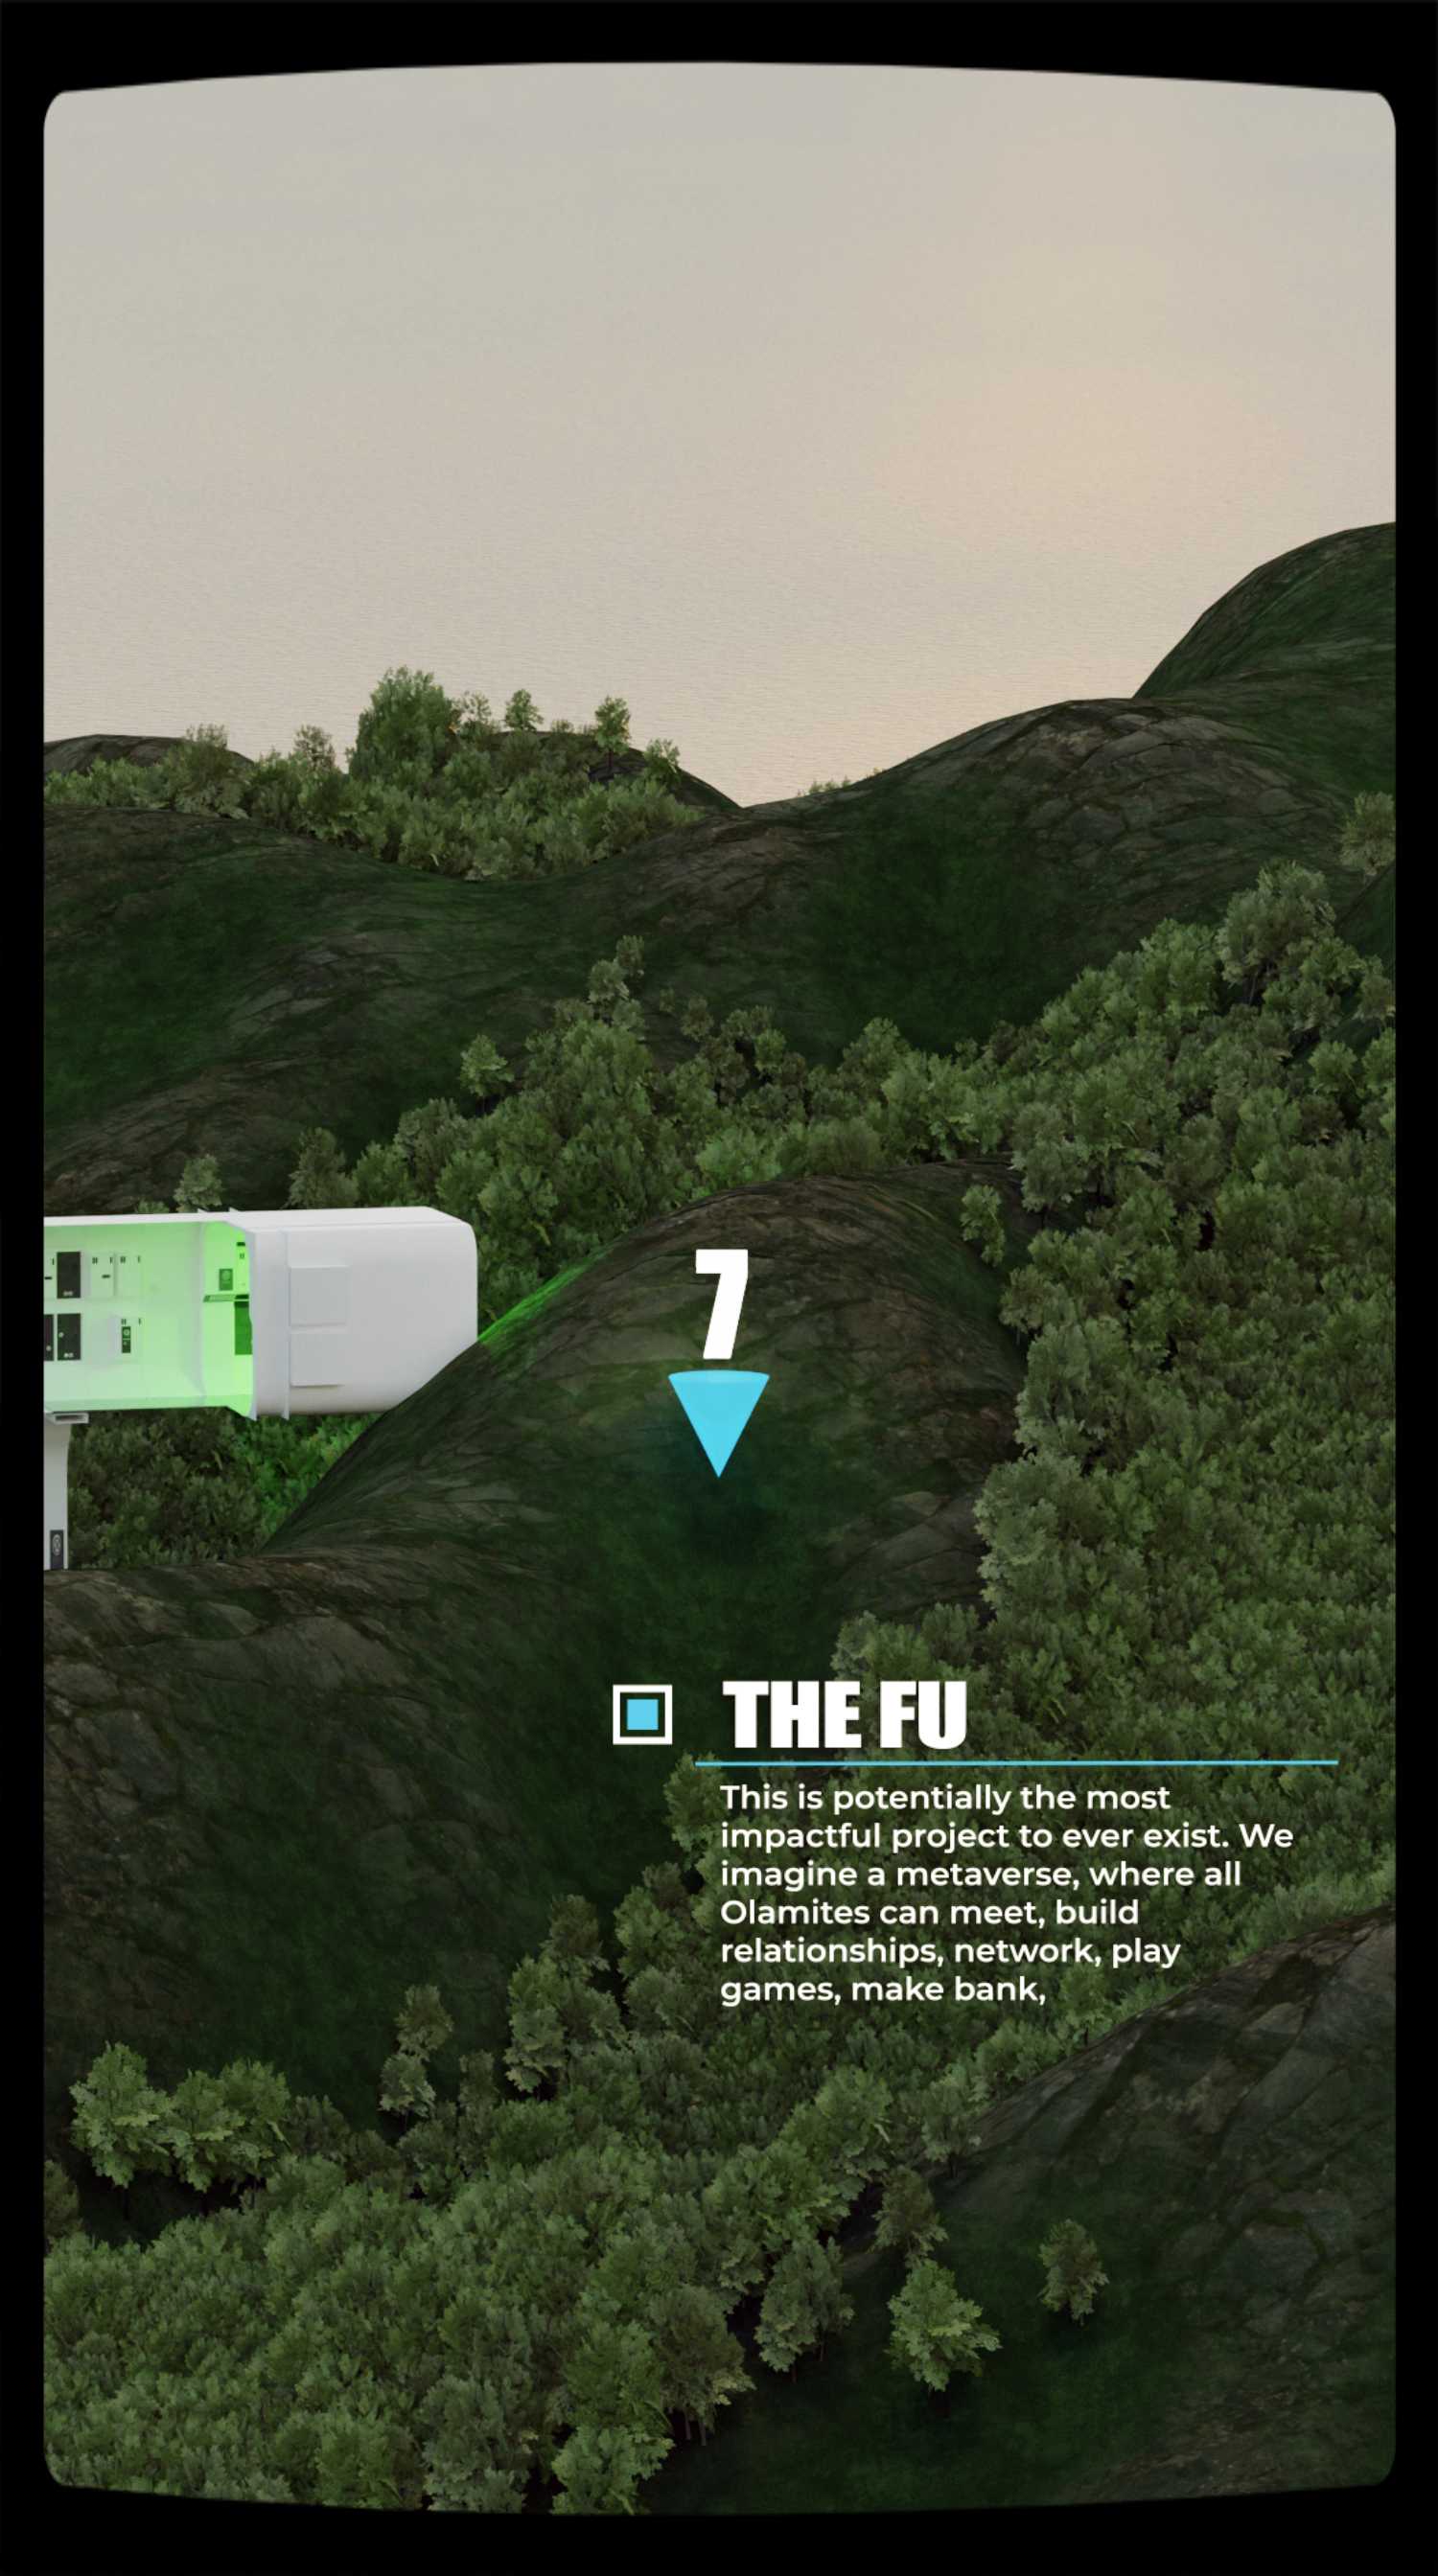 7
THE FU
This is potentially the most
impactful project to ever exist. We
imagine a metaverse, where all
Olamites can meet, build
relationships, network, play
games, make bank,